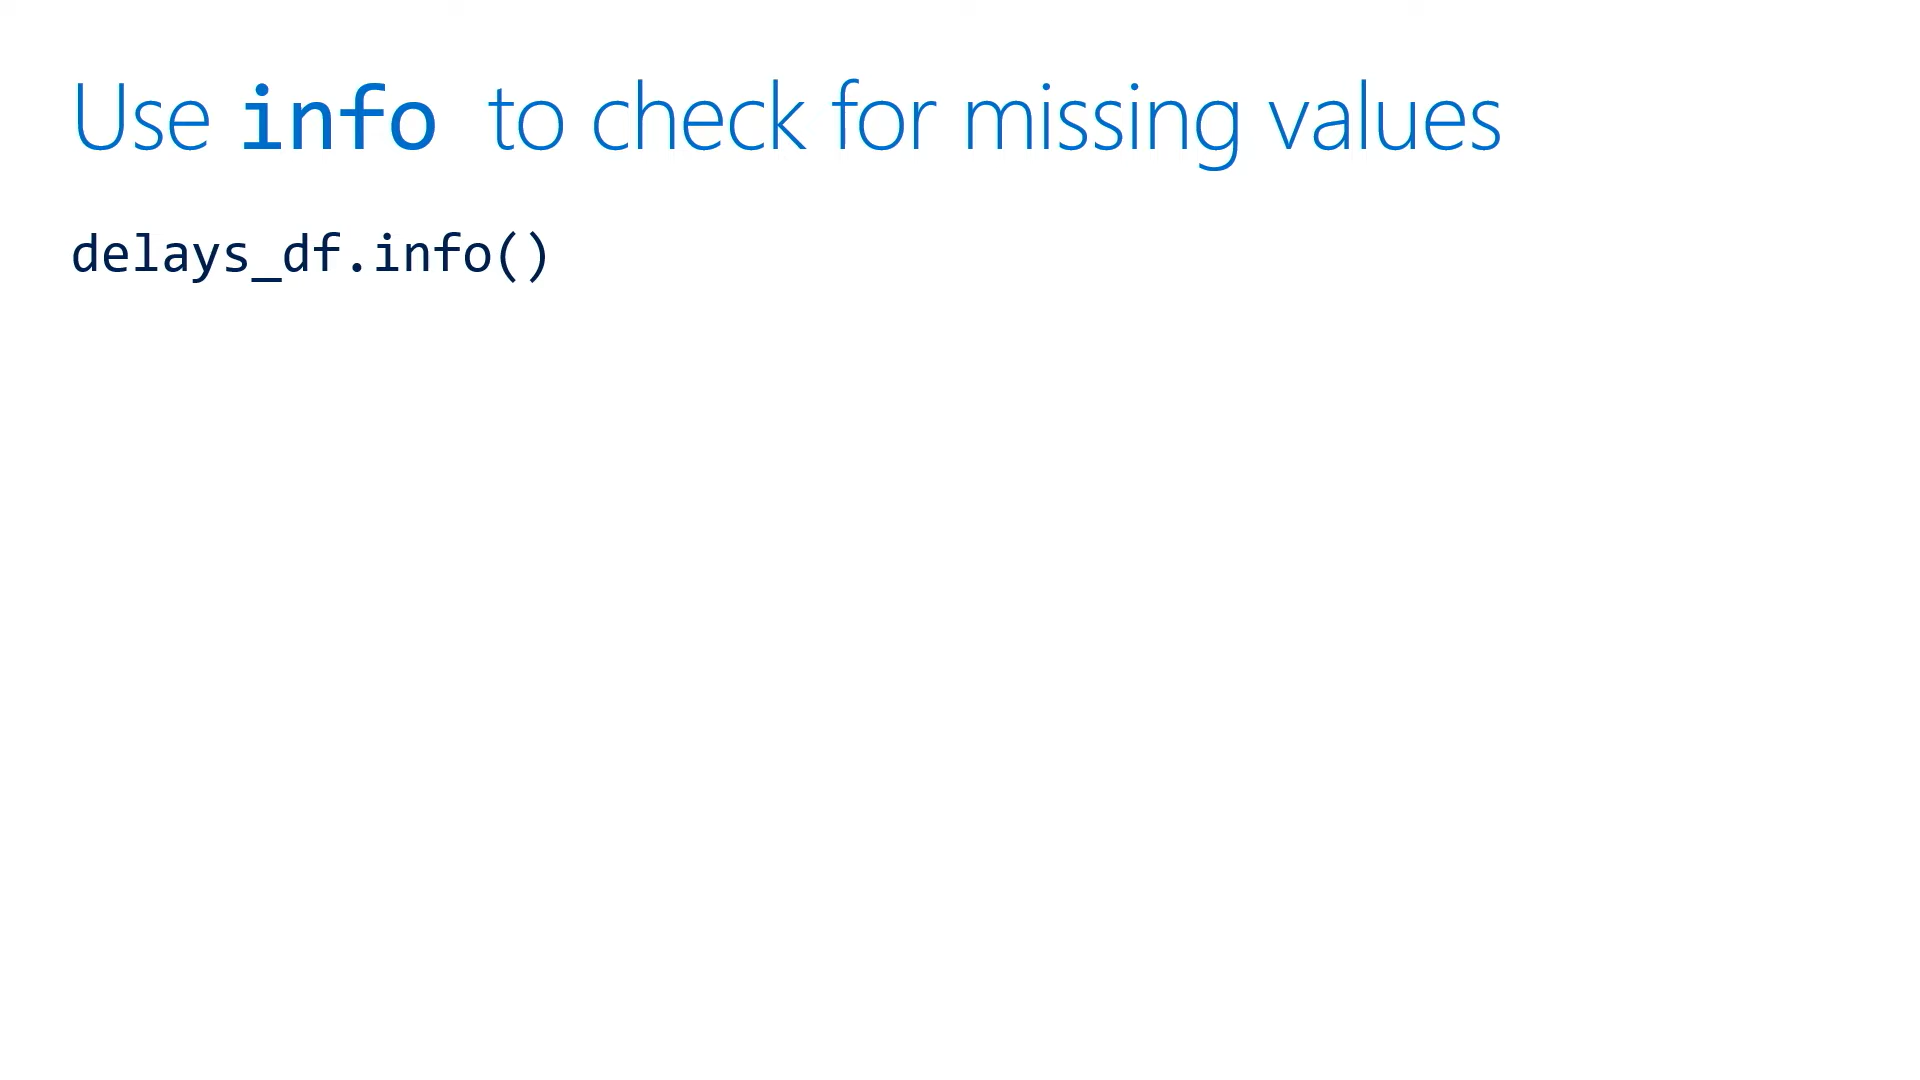 Use info to check for missing values
delays_df.info()